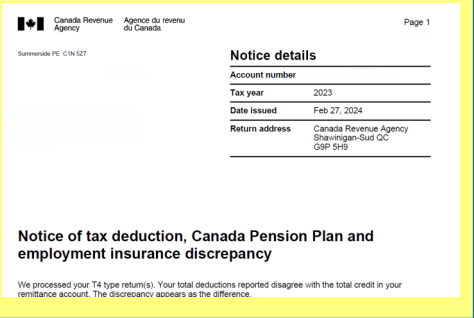 Canada Revenue Agency
Agence du revenu du Canada
Page 1
Summerside PE C1N 5Z7
Notice details
Account number
Tax year 2023
Date issued Feb 27, 2024
Return address Canada Revenue Agency
Shawinigan-Sud QC
G9P 5H9
Notice of tax deduction, Canada Pension Plan and
employment insurance discrepancy
We processed your T4 type return(s). Your total deductions reported disagree with the total credit in your
remittance account. The discrepancy appears as the difference.